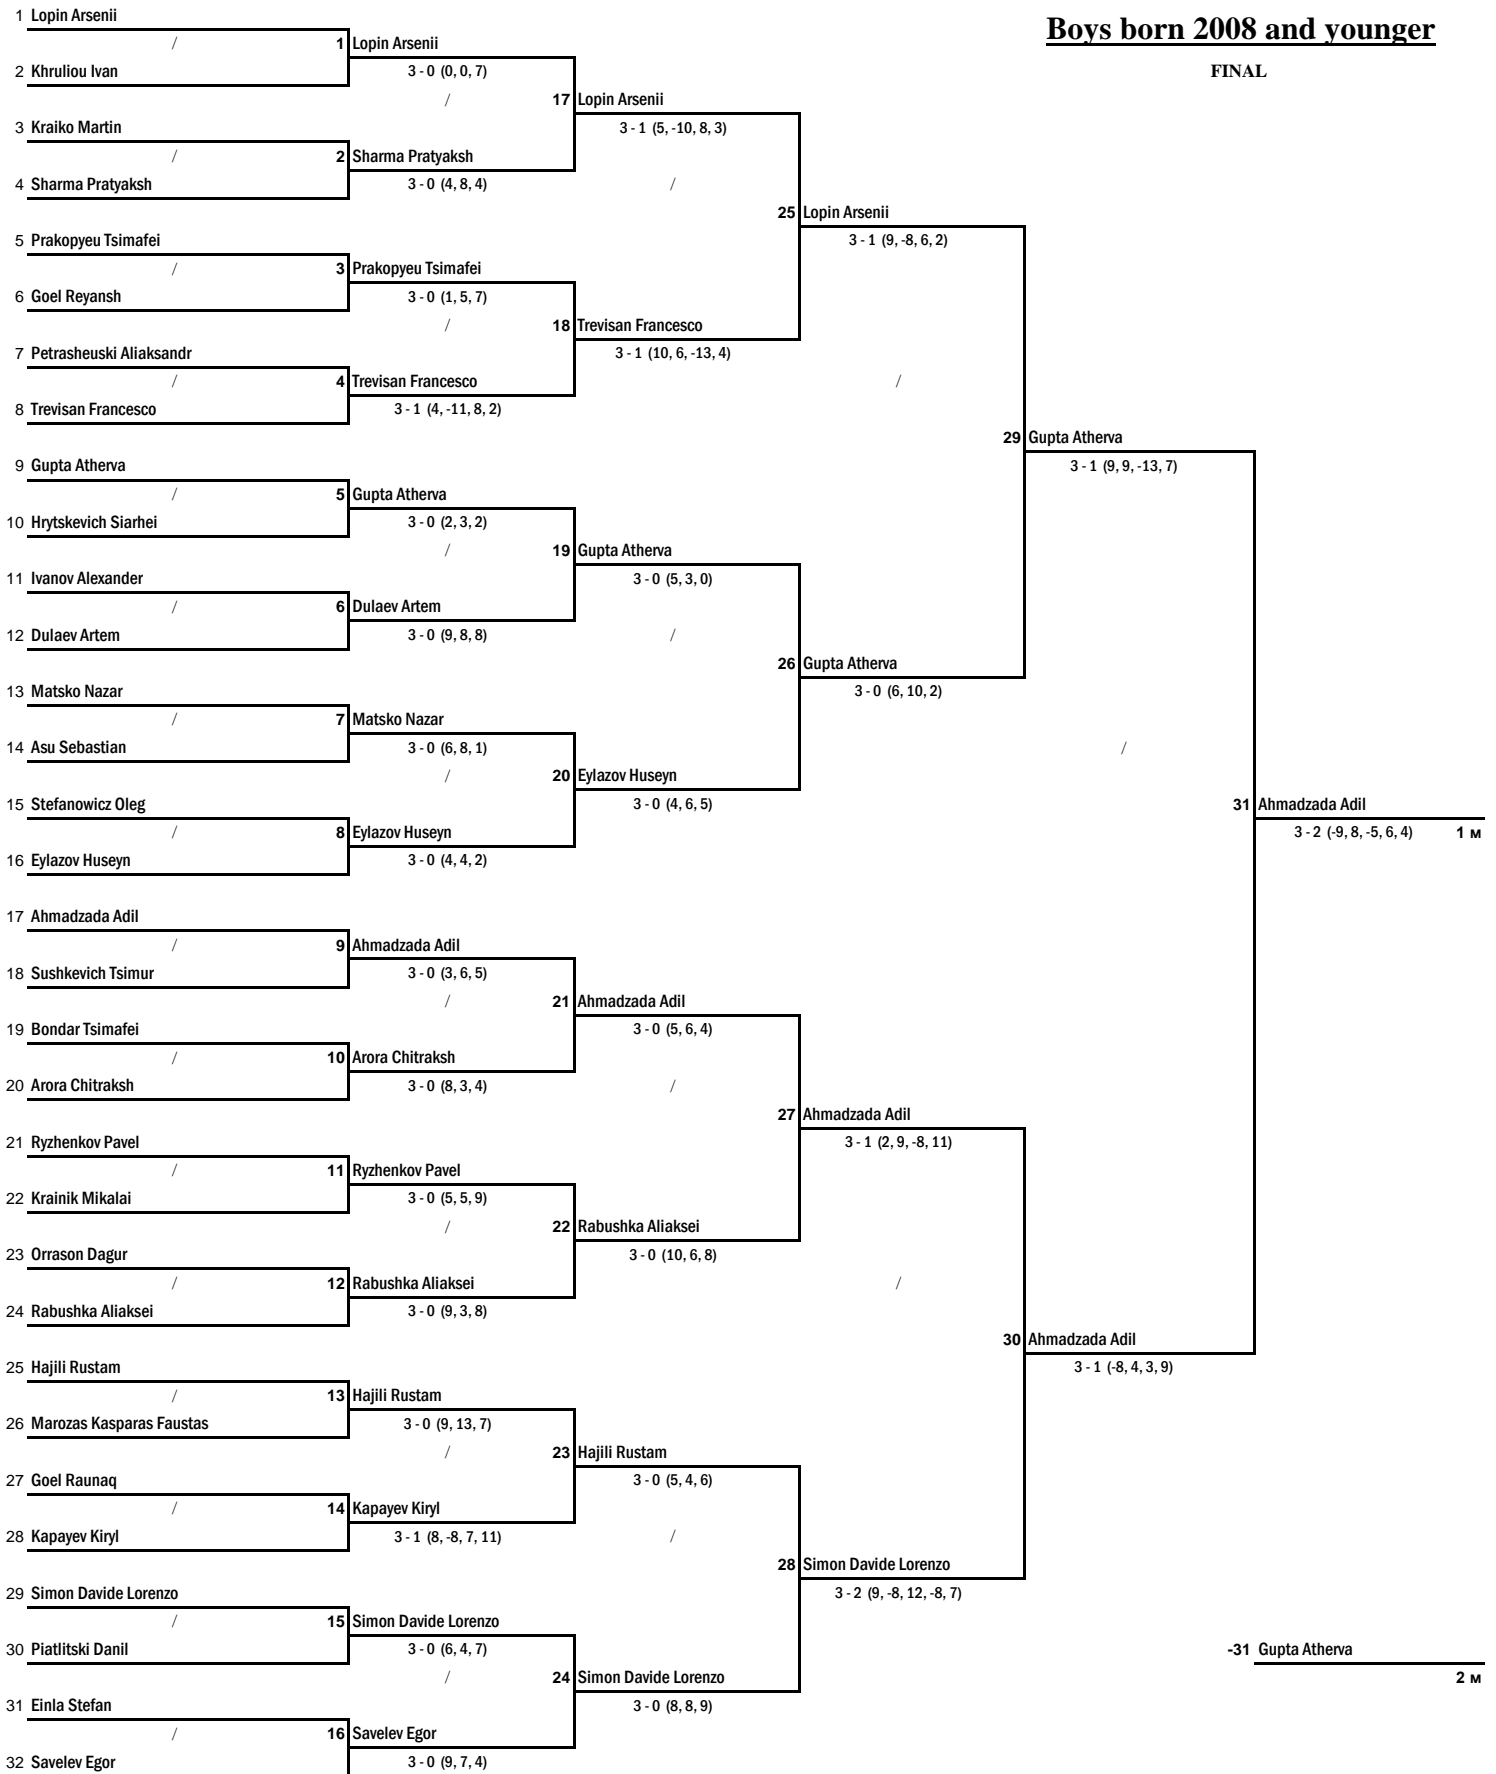 Boys born 2008 and younger
FINAL
1 Lopin Arsenii
/
1 Lopin Arsenii
2 Khruliou Ivan
3 - 0 (0, 0, 7)
/
17 Lopin Arsenii
3 Kraiko Martin
3 - 1 (5, -10, 8, 3)
/
2 Sharma Pratyaksh
4 Sharma Pratyaksh
3 - 0 (4, 8, 4)
/
25 Lopin Arsenii
5 Prakopyeu Tsimafei
3 - 1 (9, -8, 6, 2)
/
3 Prakopyeu Tsimafei
6 Goel Reyansh
3 - 0 (1, 5, 7)
/
18 Trevisan Francesco
7 Petrasheuski Aliaksandr
3 - 1 (10, 6, -13, 4)
/
4 Trevisan Francesco
/
8 Trevisan Francesco
3 - 1 (4, -11, 8, 2)
29 Gupta Atherva
9 Gupta Atherva
3 - 1 (9, 9, -13, 7)
/
5 Gupta Atherva
10 Hrytskevich Siarhei
3 - 0 (2, 3, 2)
/
19 Gupta Atherva
11 Ivanov Alexander
3 - 0 (5, 3, 0)
/
6 Dulaev Artem
12 Dulaev Artem
3 - 0 (9, 8, 8)
/
26 Gupta Atherva
13 Matsko Nazar
3 - 0 (6, 10, 2)
/
7 Matsko Nazar
14 Asu Sebastian
3 - 0 (6, 8, 1)
/
/
20 Eylazov Huseyn
15 Stefanowicz Oleg
3 - 0 (4, 6, 5)
31 Ahmadzada Adil
/
8 Eylazov Huseyn
3 - 2 (-9, 8, -5, 6, 4) 1 м
16 Eylazov Huseyn
3 - 0 (4, 4, 2)
17 Ahmadzada Adil
/
9 Ahmadzada Adil
18 Sushkevich Tsimur
3 - 0 (3, 6, 5)
/
21 Ahmadzada Adil
19 Bondar Tsimafei
3 - 0 (5, 6, 4)
/
10 Arora Chitraksh
20 Arora Chitraksh
3 - 0 (8, 3, 4)
/
27 Ahmadzada Adil
21 Ryzhenkov Pavel
3 - 1 (2, 9, -8, 11)
/
11 Ryzhenkov Pavel
22 Krainik Mikalai
3 - 0 (5, 5, 9)
/
22 Rabushka Aliaksei
23 Orrason Dagur
3 - 0 (10, 6, 8)
/
12 Rabushka Aliaksei
/
24 Rabushka Aliaksei
3 - 0 (9, 3, 8)
30 Ahmadzada Adil
25 Hajili Rustam
3 - 1 (-8, 4, 3, 9)
/
13 Hajili Rustam
26 Marozas Kasparas Faustas
3 - 0 (9, 13, 7)
/
23 Hajili Rustam
27 Goel Raunaq
3 - 0 (5, 4, 6)
/
14 Kapayev Kiryl
28 Kapayev Kiryl
3 - 1 (8, -8, 7, 11)
/
28 Simon Davide Lorenzo
29 Simon Davide Lorenzo
3 - 2 (9, -8, 12, -8, 7)
/
15 Simon Davide Lorenzo
30 Piatlitski Danil
3 - 0 (6, 4, 7)
-31 Gupta Atherva
/
24 Simon Davide Lorenzo
2 м
31 Einla Stefan
3 - 0 (8, 8, 9)
/
16 Savelev Egor
32 Savelev Egor
3 - 0 (9, 7, 4)